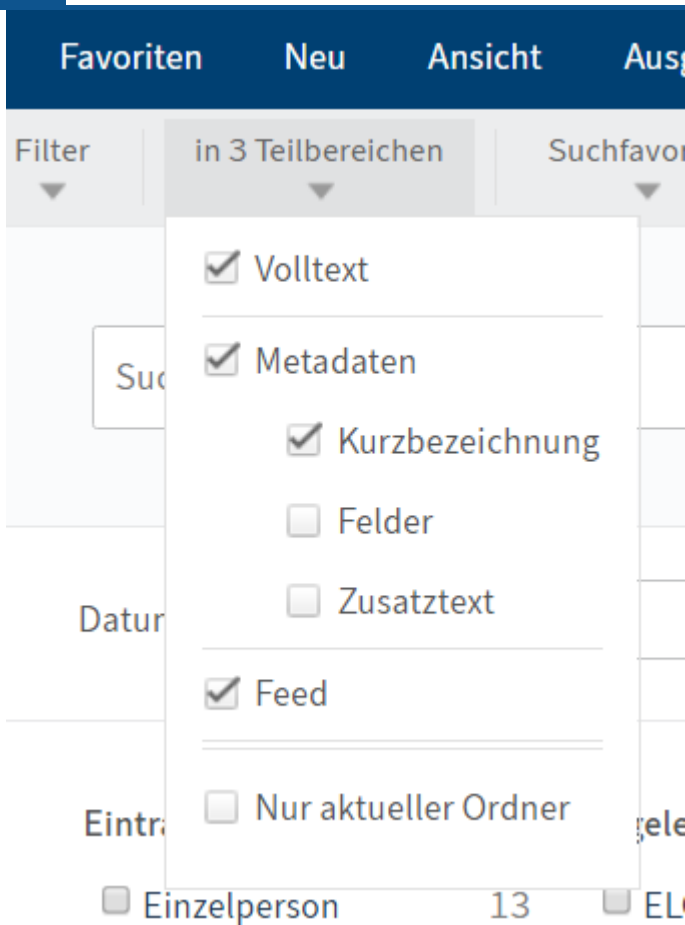 Favoriten Neu Ansicht
Filter in 3 Teilbereichen
Volltext
Metadaten
Kurzbezeichnung
Felder
Zusatztext
Feed
Nur aktueller Ordner
Einzelperson 13